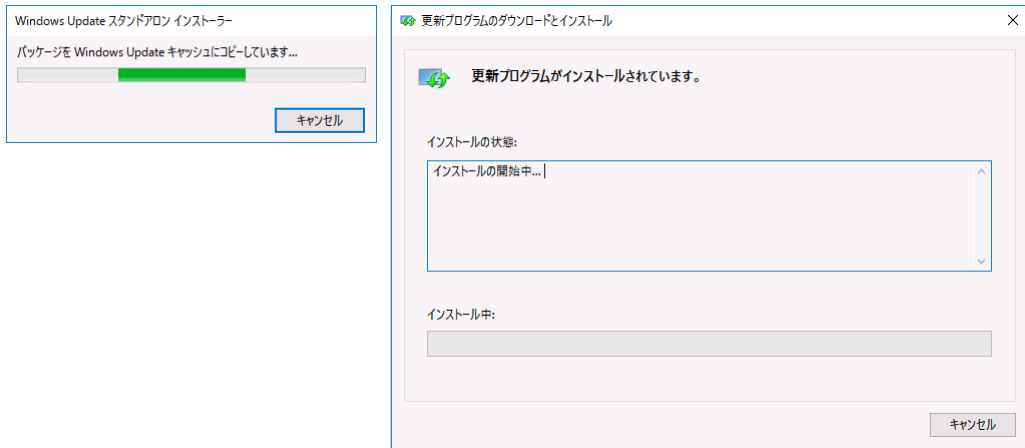 Windows Update スタンドアロン インストーラー
パッケージを Windows Update キャッシュにコピーしています...
キャンセル
更新プログラムのダウンロードとインストール
更新プログラムがインストールされています。
インストールの状態:
インストールの開始中...
インストール中:
キャンセル